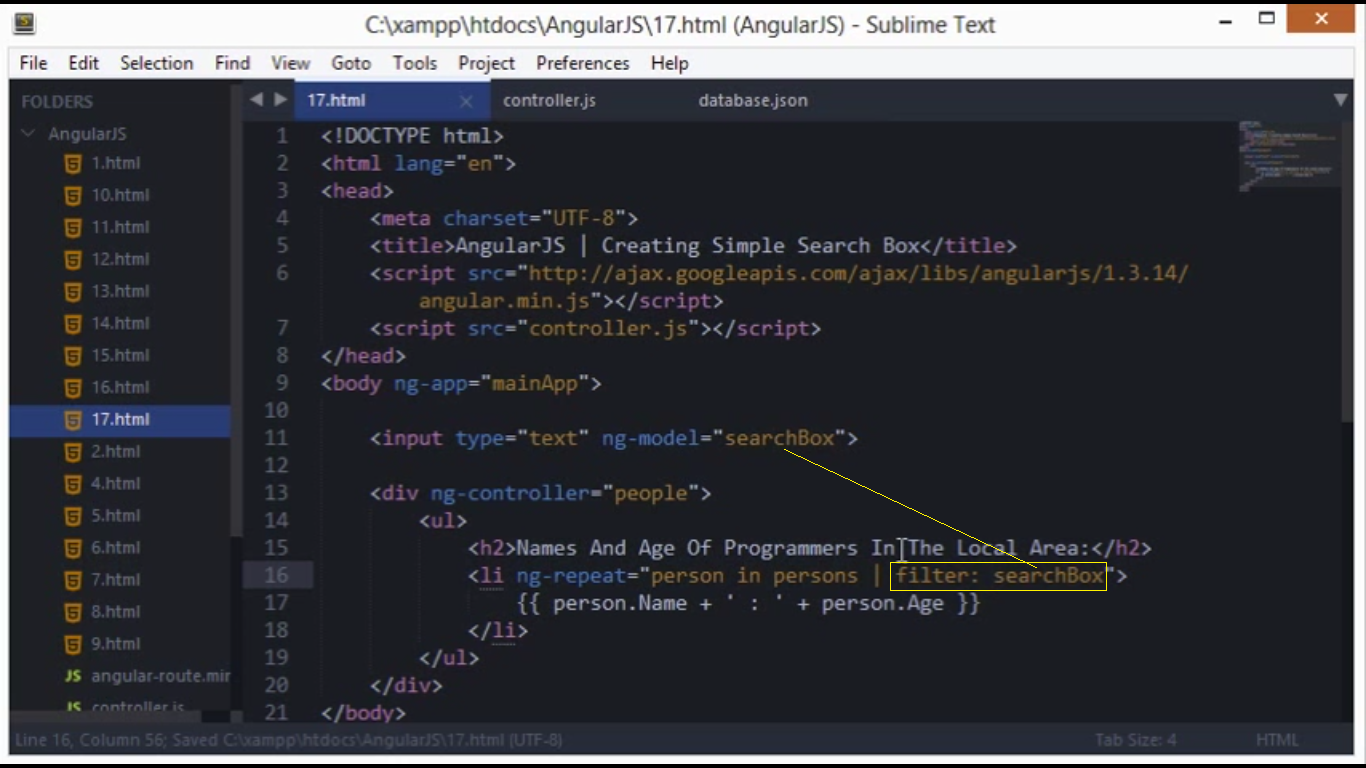 C:\xampp\htdocs\AngularJS\17.html (AngularJS) - Sublime Text
File Edit Selection Find View Goto Tools Project Preferences Help
FOLDERS
AngularJS
1.html
10.html
11.html
12.html
13.html
14.html
15.html
16.html
17.html
2.html
4.html
5.html
6.html
7.html
8.html
9.html
JS angular-route.min
JS controller.js
17.html × controller.js database.json
1 <!DOCTYPE html>
2 <html lang="en">
3 <head>
4 <meta charset="UTF-8">
5 <title>AngularJS | Creating Simple Search Box</title>
6 <script src="http://ajax.googleapis.com/ajax/libs/angularjs/1.3.14/
angular.min.js"></script>
7 <script src="controller.js"></script>
8 </head>
9 <body ng-app="mainApp">
10
11 <input type="text" ng-model="searchBox">
12
13 <div ng-controller="people">
14 <ul>
15 <h2>Names And Age Of Programmers In The Local Area:</h2>
16 <li ng-repeat="person in persons | filter: searchBox">
17 {{ person.Name + ' : ' + person.Age }}
18 </li>
19 </ul>
20 </div>
21 </body>
Line 16, Column 56; Saved C:\xampp\htdocs\AngularJS\17.html (UTF-8)
Tab Size: 4
HTML